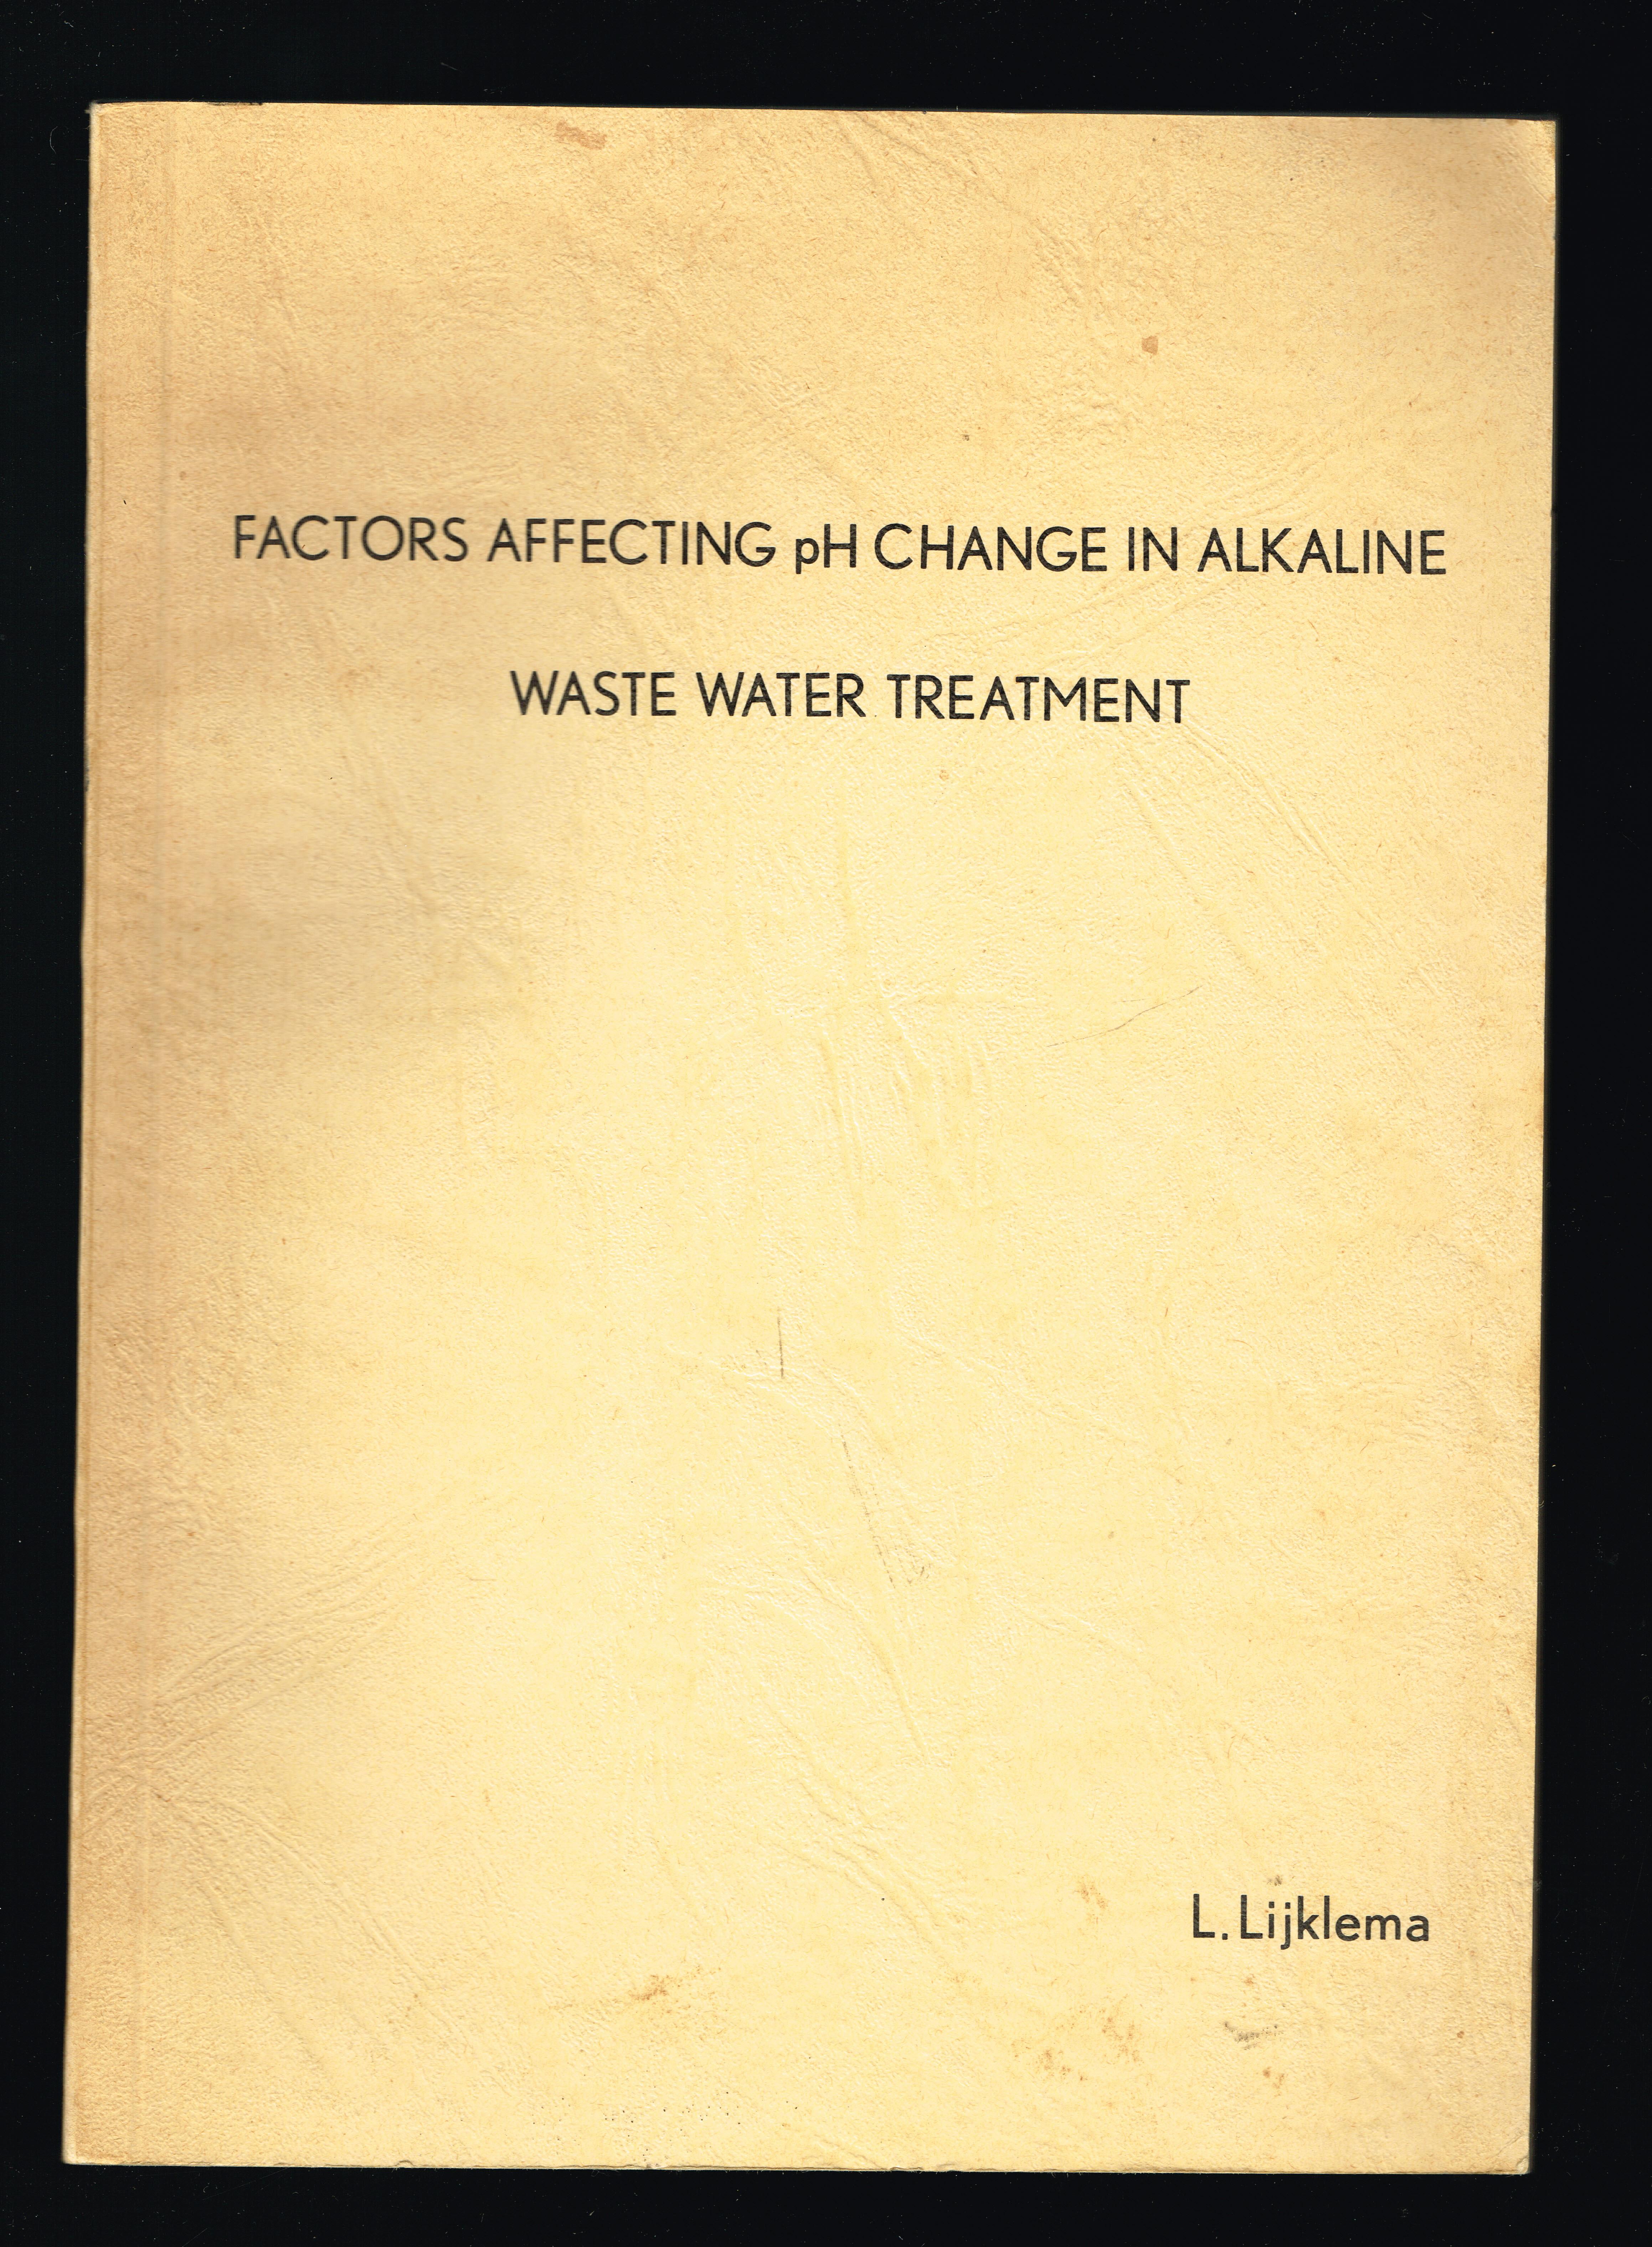 FACTORS AFFECTING pH CHANGE IN ALKALINE
WASTE WATER TREATMENT
L. Lijklema